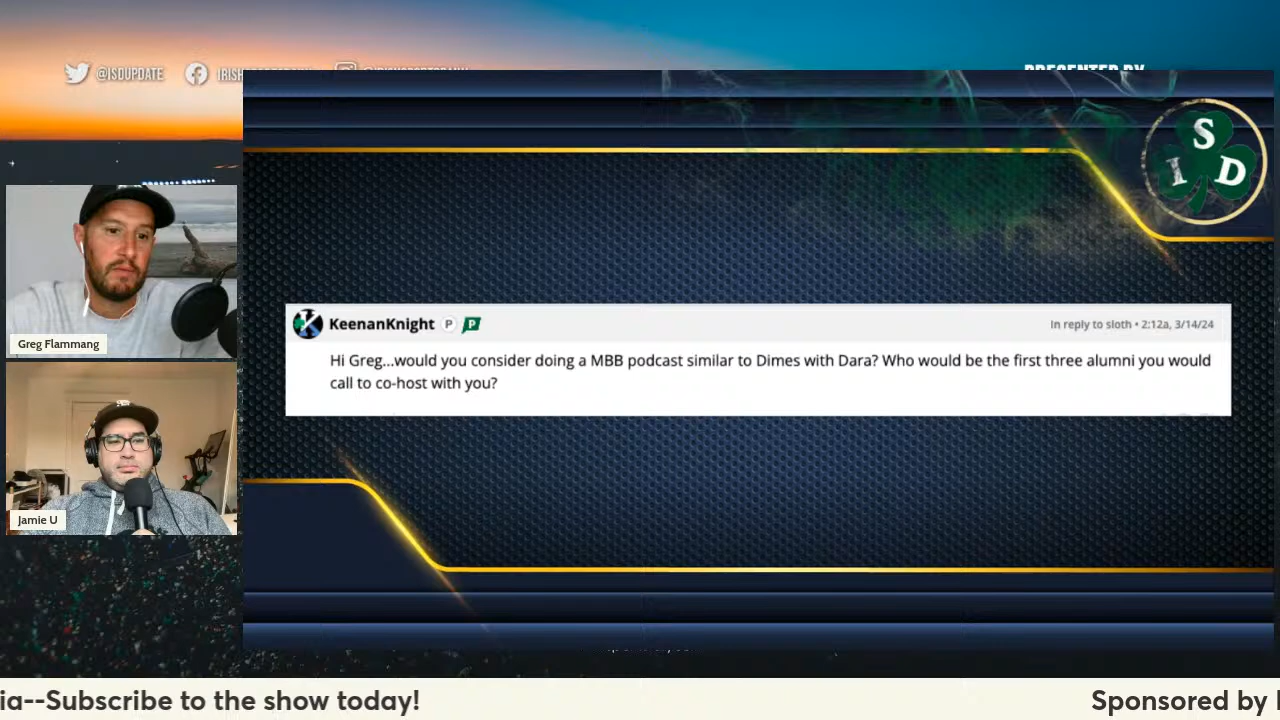 @ISDUPDATE
PRESENTED BY
S
I D
KeenanKnight P P
In reply to sloth • 2:12a, 3/14/24
Hi Greg...would you consider doing a MBB podcast similar to Dimes with Dara? Who would be the first three alumni you would
call to co-host with you?
Greg Flammang
Jamie U
ia--Subscribe to the show today!
Sponsored by